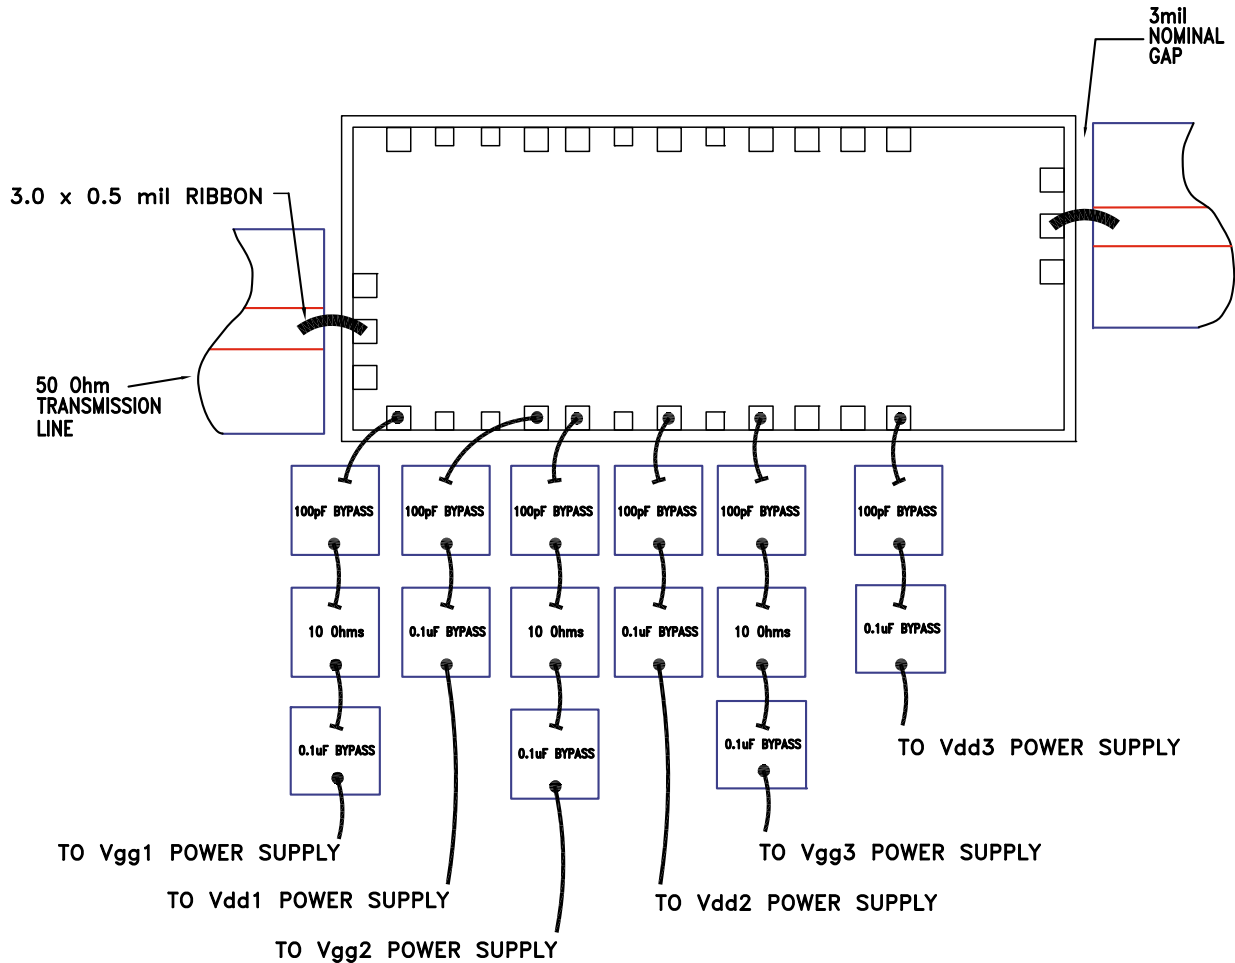 3mil
NOMINAL
GAP
3.0 x 0.5 mil RIBBON
50 Ohm
TRANSMISSION
LINE
100pF BYPASS
100pF BYPASS
100pF BYPASS
100pF BYPASS
100pF BYPASS
100pF BYPASS
10 Ohms
0.1uF BYPASS
10 Ohms
0.1uF BYPASS
10 Ohms
0.1uF BYPASS
0.1uF BYPASS
0.1uF BYPASS
0.1uF BYPASS
TO Vdd3 POWER SUPPLY
TO Vgg1 POWER SUPPLY
TO Vgg3 POWER SUPPLY
TO Vdd1 POWER SUPPLY
TO Vdd2 POWER SUPPLY
TO Vgg2 POWER SUPPLY